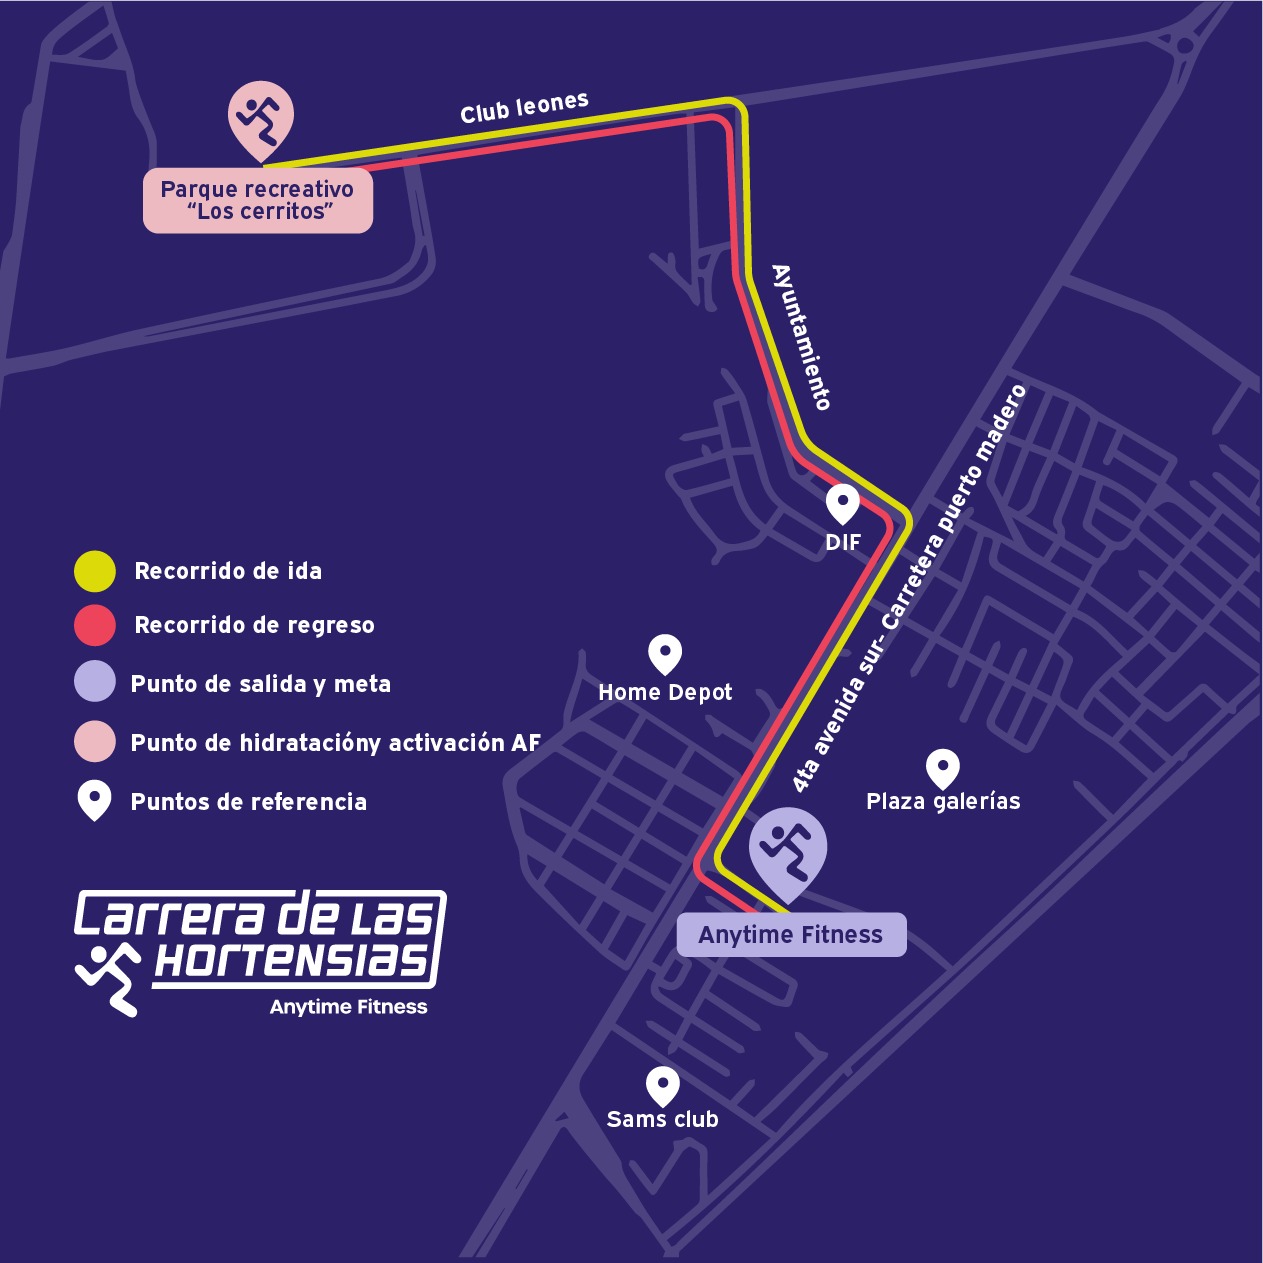 Club leones
Parque recreativo
“Los cerritos”
Ayuntamiento
4ta avenida sur- Carretera puerto madero
DIF
Recorrido de ida
Recorrido de regreso
Punto de salida y meta
Punto de hidratacióny activación AF
Puntos de referencia
Home Depot
Plaza galerías
Anytime Fitness
Carrera de las
Hortensias
Anytime Fitness
Sams club